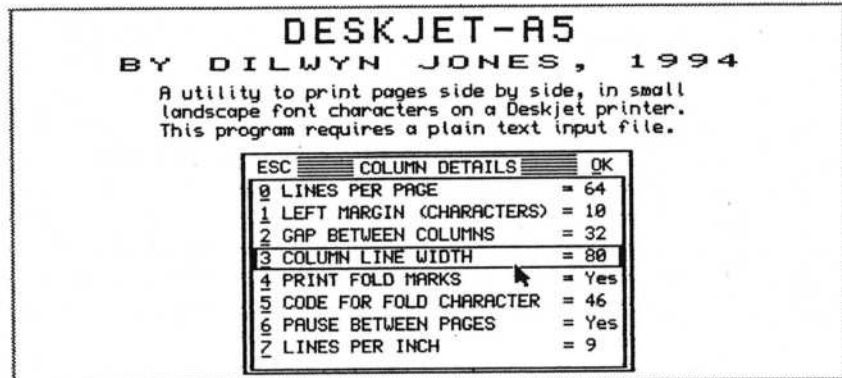 DESKJET-A5
BY DILWYN JONES, 1994
A utility to print pages side by side, in small
landscape font characters on a Deskjet printer.
This program requires a plain text input file.
ESC COLUMN DETAILS OK
0 LINES PER PAGE = 64
1 LEFT MARGIN (CHARACTERS) = 10
2 GAP BETWEEN COLUMNS = 32
3 COLUMN LINE WIDTH = 80
4 PRINT FOLD MARKS = Yes
5 CODE FOR FOLD CHARACTER = 46
6 PAUSE BETWEEN PAGES = Yes
7 LINES PER INCH = 9